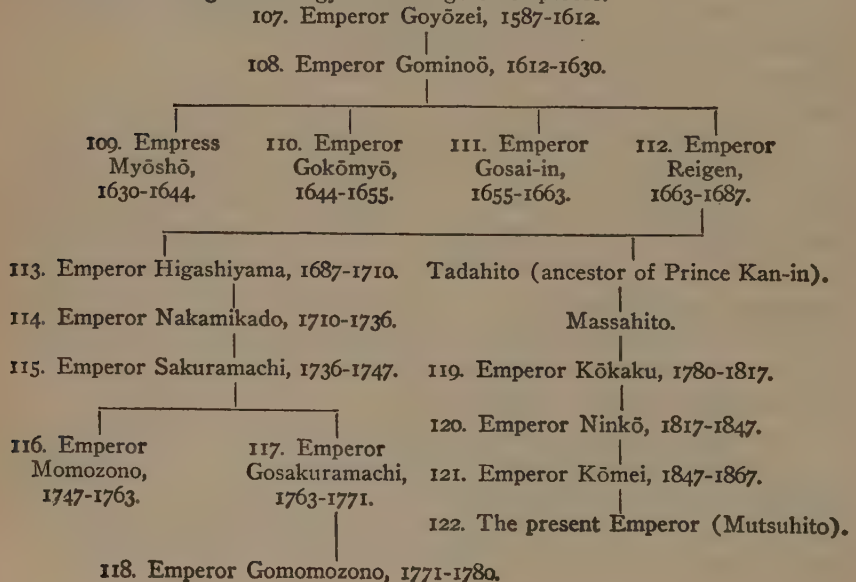 107. Emperor Goyōzei, 1587-1612.
108. Emperor Gominoō, 1612-1630.
109. Empress Myōshō, 1630-1644.
110. Emperor Gokōmyō, 1644-1655.
111. Emperor Gosai-in, 1655-1663.
112. Emperor Reigen, 1663-1687.
113. Emperor Higashiyama, 1687-1710.
Tadahito (ancestor of Prince Kan-in).
114. Emperor Nakamikado, 1710-1736.
Massahito.
115. Emperor Sakuramachi, 1736-1747.
119. Emperor Kōkaku, 1780-1817.
120. Emperor Ninkō, 1817-1847.
116. Emperor Momozono, 1747-1763.
117. Emperor Gosakuramachi, 1763-1771.
121. Emperor Kōmei, 1847-1867.
122. The present Emperor (Mutsuhito).
118. Emperor Gomomozono, 1771-1780.